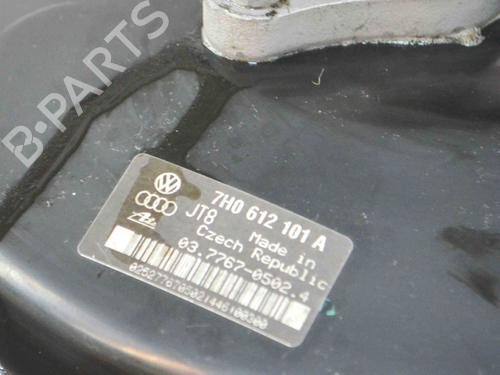 B-PARTS
7H0 612 101 A
JT8
Made in
Czech Republic
03.7767-0502.4